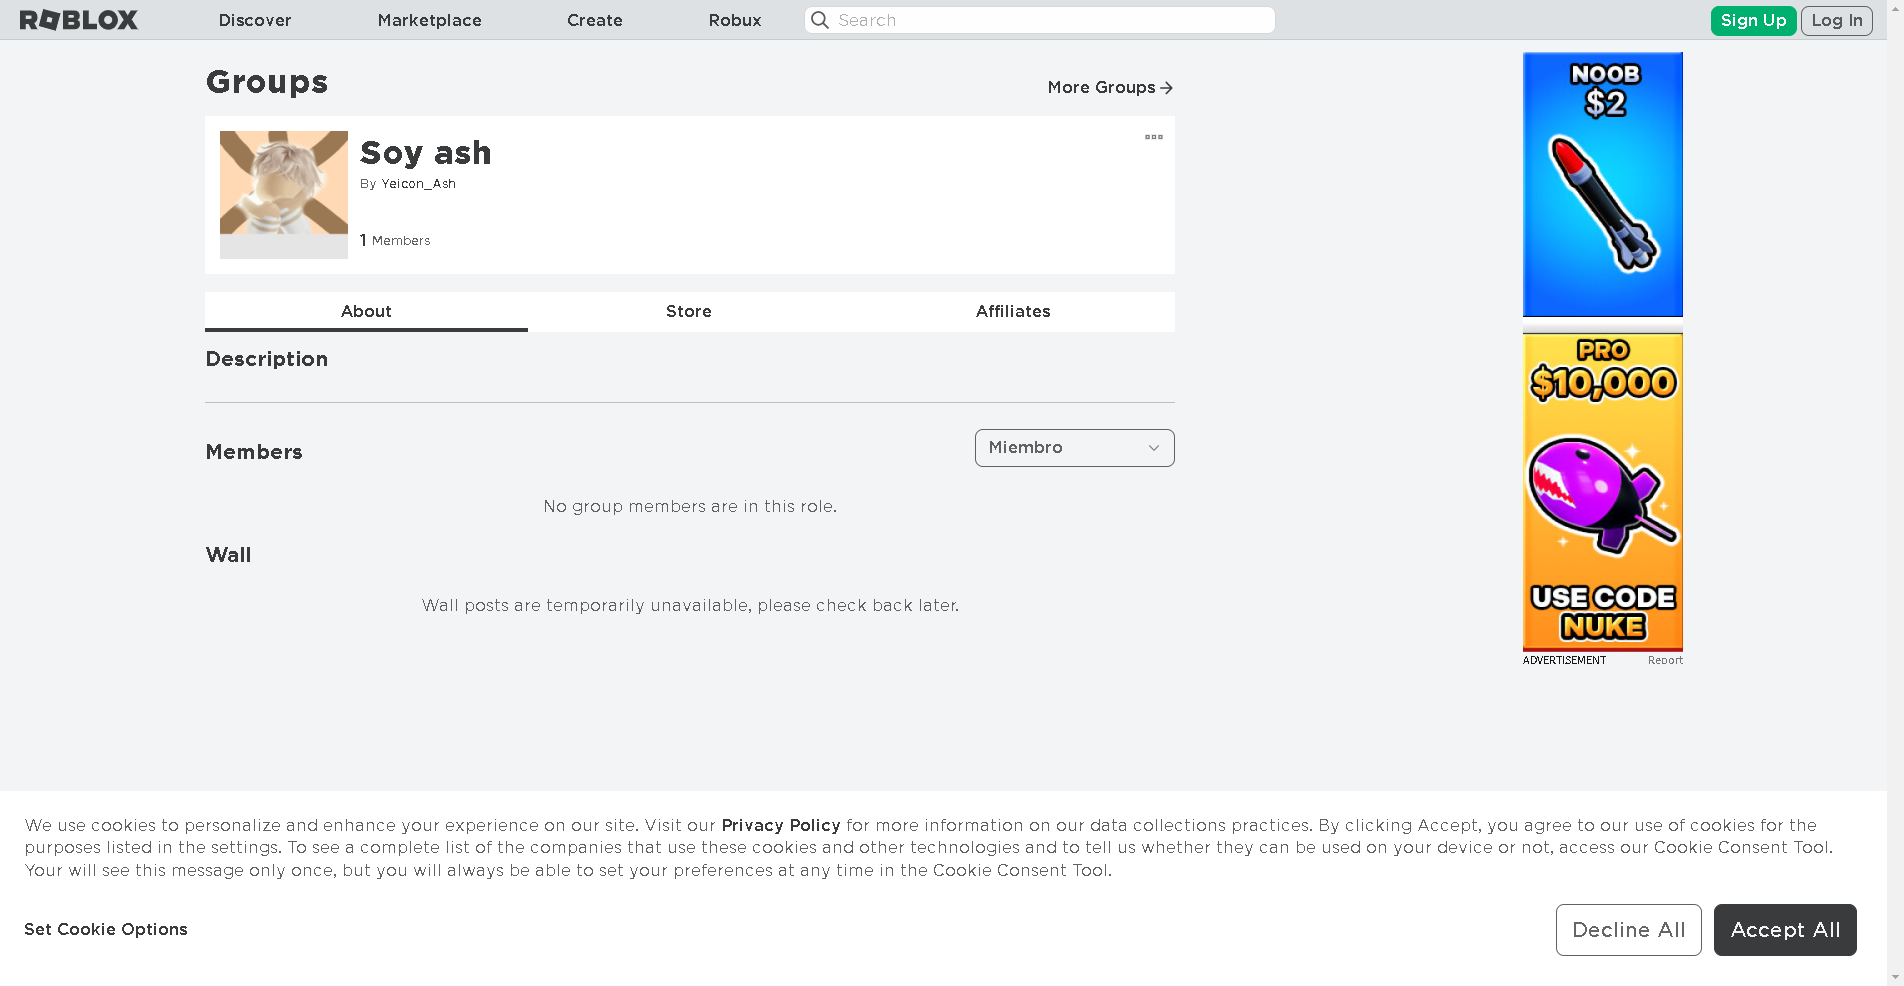 ROBLOX
Discover
Marketplace
Create
Robux
Search
Sign Up
Log In
Groups
More Groups
Soy ash
By Yeicon_Ash
1 Members
About
Store
Affiliates
Description
Members
Miembro
No group members are in this role.
Wall
Wall posts are temporarily unavailable, please check back later.
NOOB
$2
PRO
$10,000
USE CODE
NUKE
ADVERTISEMENT
Report
We use cookies to personalize and enhance your experience on our site. Visit our Privacy Policy for more information on our data collections practices. By clicking Accept, you agree to our use of cookies for the
purposes listed in the settings. To see a complete list of the companies that use these cookies and other technologies and to tell us whether they can be used on your device or not, access our Cookie Consent Tool.
Your will see this message only once, but you will always be able to set your preferences at any time in the Cookie Consent Tool.
Set Cookie Options
Decline All
Accept All